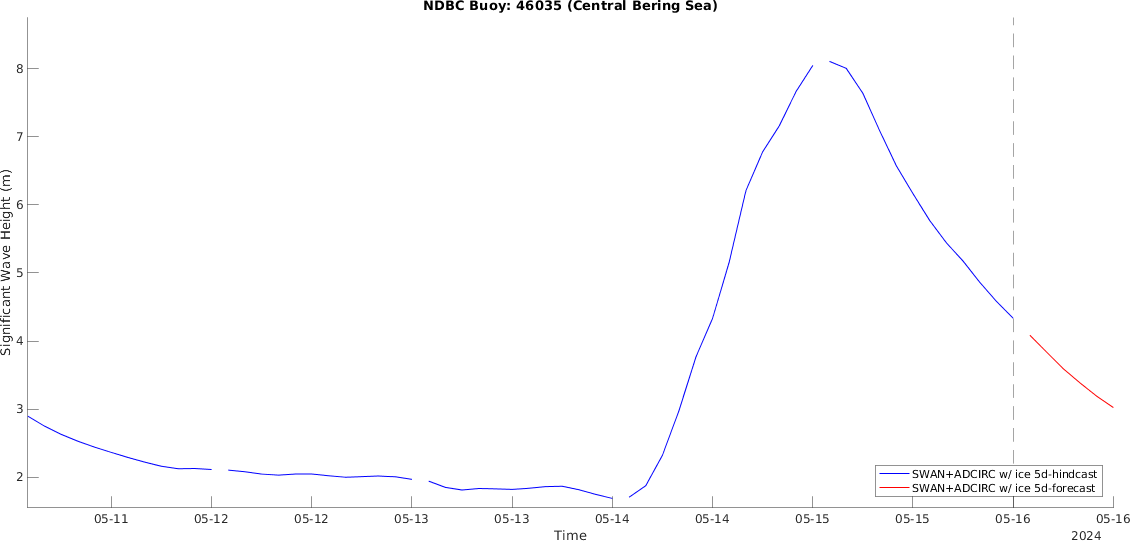 NDBC Buoy: 46035 (Central Bering Sea)
8
7
6
5
4
3
2
Significant Wave Height (m)
SWAN+ADCIRC w/ ice 5d-hindcast
SWAN+ADCIRC w/ ice 5d-forecast
05-11 05-12 05-12 05-13 05-13 05-14 05-14 05-15 05-15 05-16 05-16
Time
2024